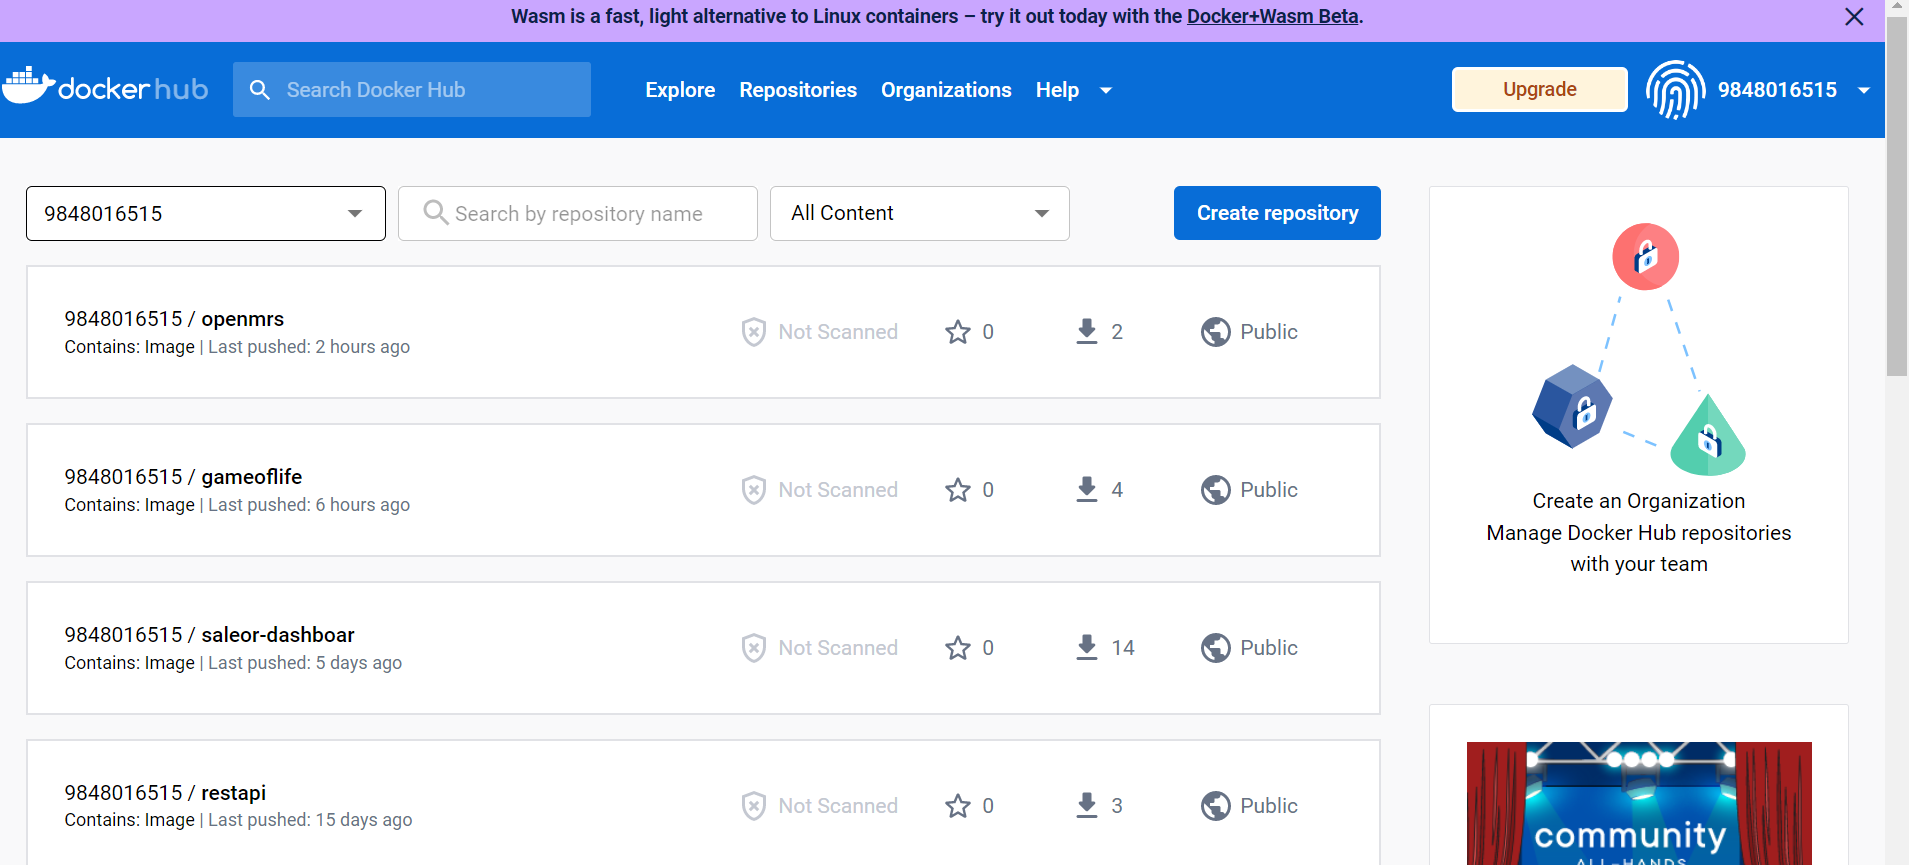 Wasm is a fast, light alternative to Linux containers – try it out today with the Docker+Wasm Beta.
docker hub
Search Docker Hub
Explore Repositories Organizations Help
Upgrade
9848016515
9848016515
Search by repository name
All Content
Create repository
9848016515 / openmrs
Contains: Image | Last pushed: 2 hours ago
Not Scanned
0
2
Public
9848016515 / gameoflife
Contains: Image | Last pushed: 6 hours ago
Not Scanned
0
4
Public
9848016515 / saleor-dashboar
Contains: Image | Last pushed: 5 days ago
Not Scanned
0
14
Public
9848016515 / restapi
Contains: Image | Last pushed: 15 days ago
Not Scanned
0
3
Public
Create an Organization
Manage Docker Hub repositories
with your team
community
ALL-HANDS